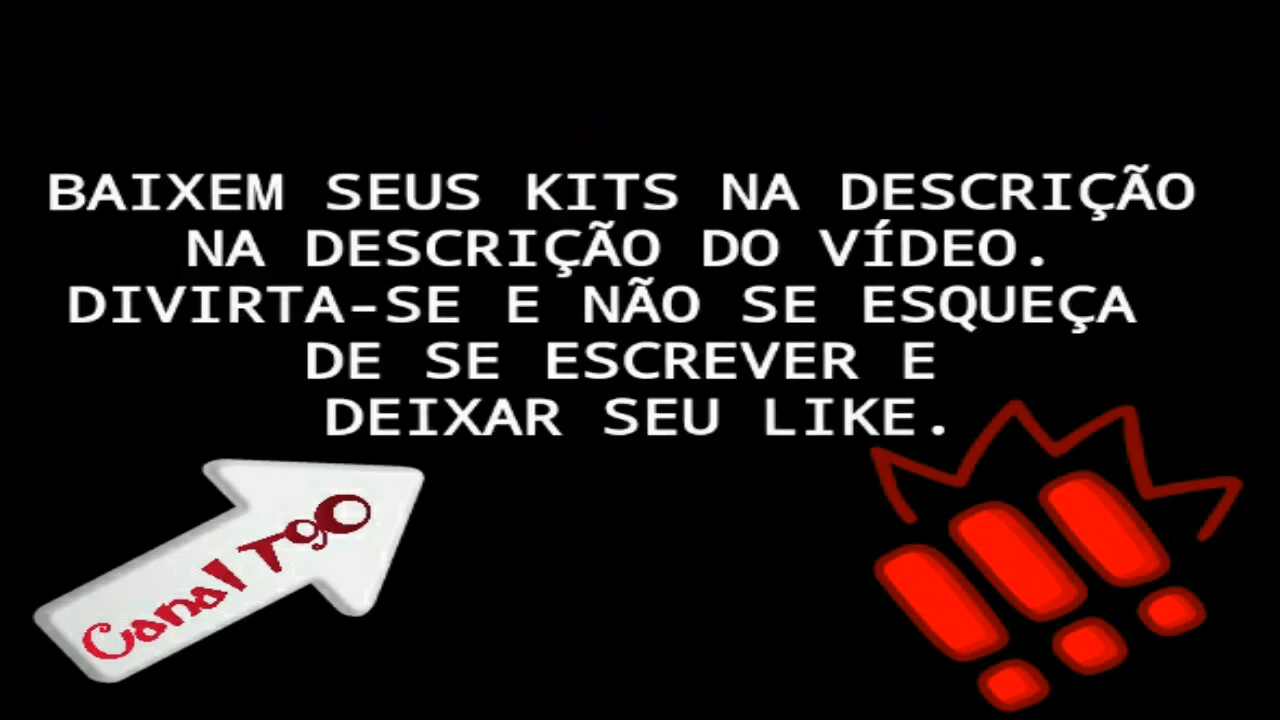 BAIXEM SEUS KITS NA DESCRIÇÃO
NA DESCRIÇÃO DO VÍDEO.
DIVIRTA-SE E NÃO SE ESQUEÇA
DE SE ESCREVER E
DEIXAR SEU LIKE.
Canal T9O
!!!